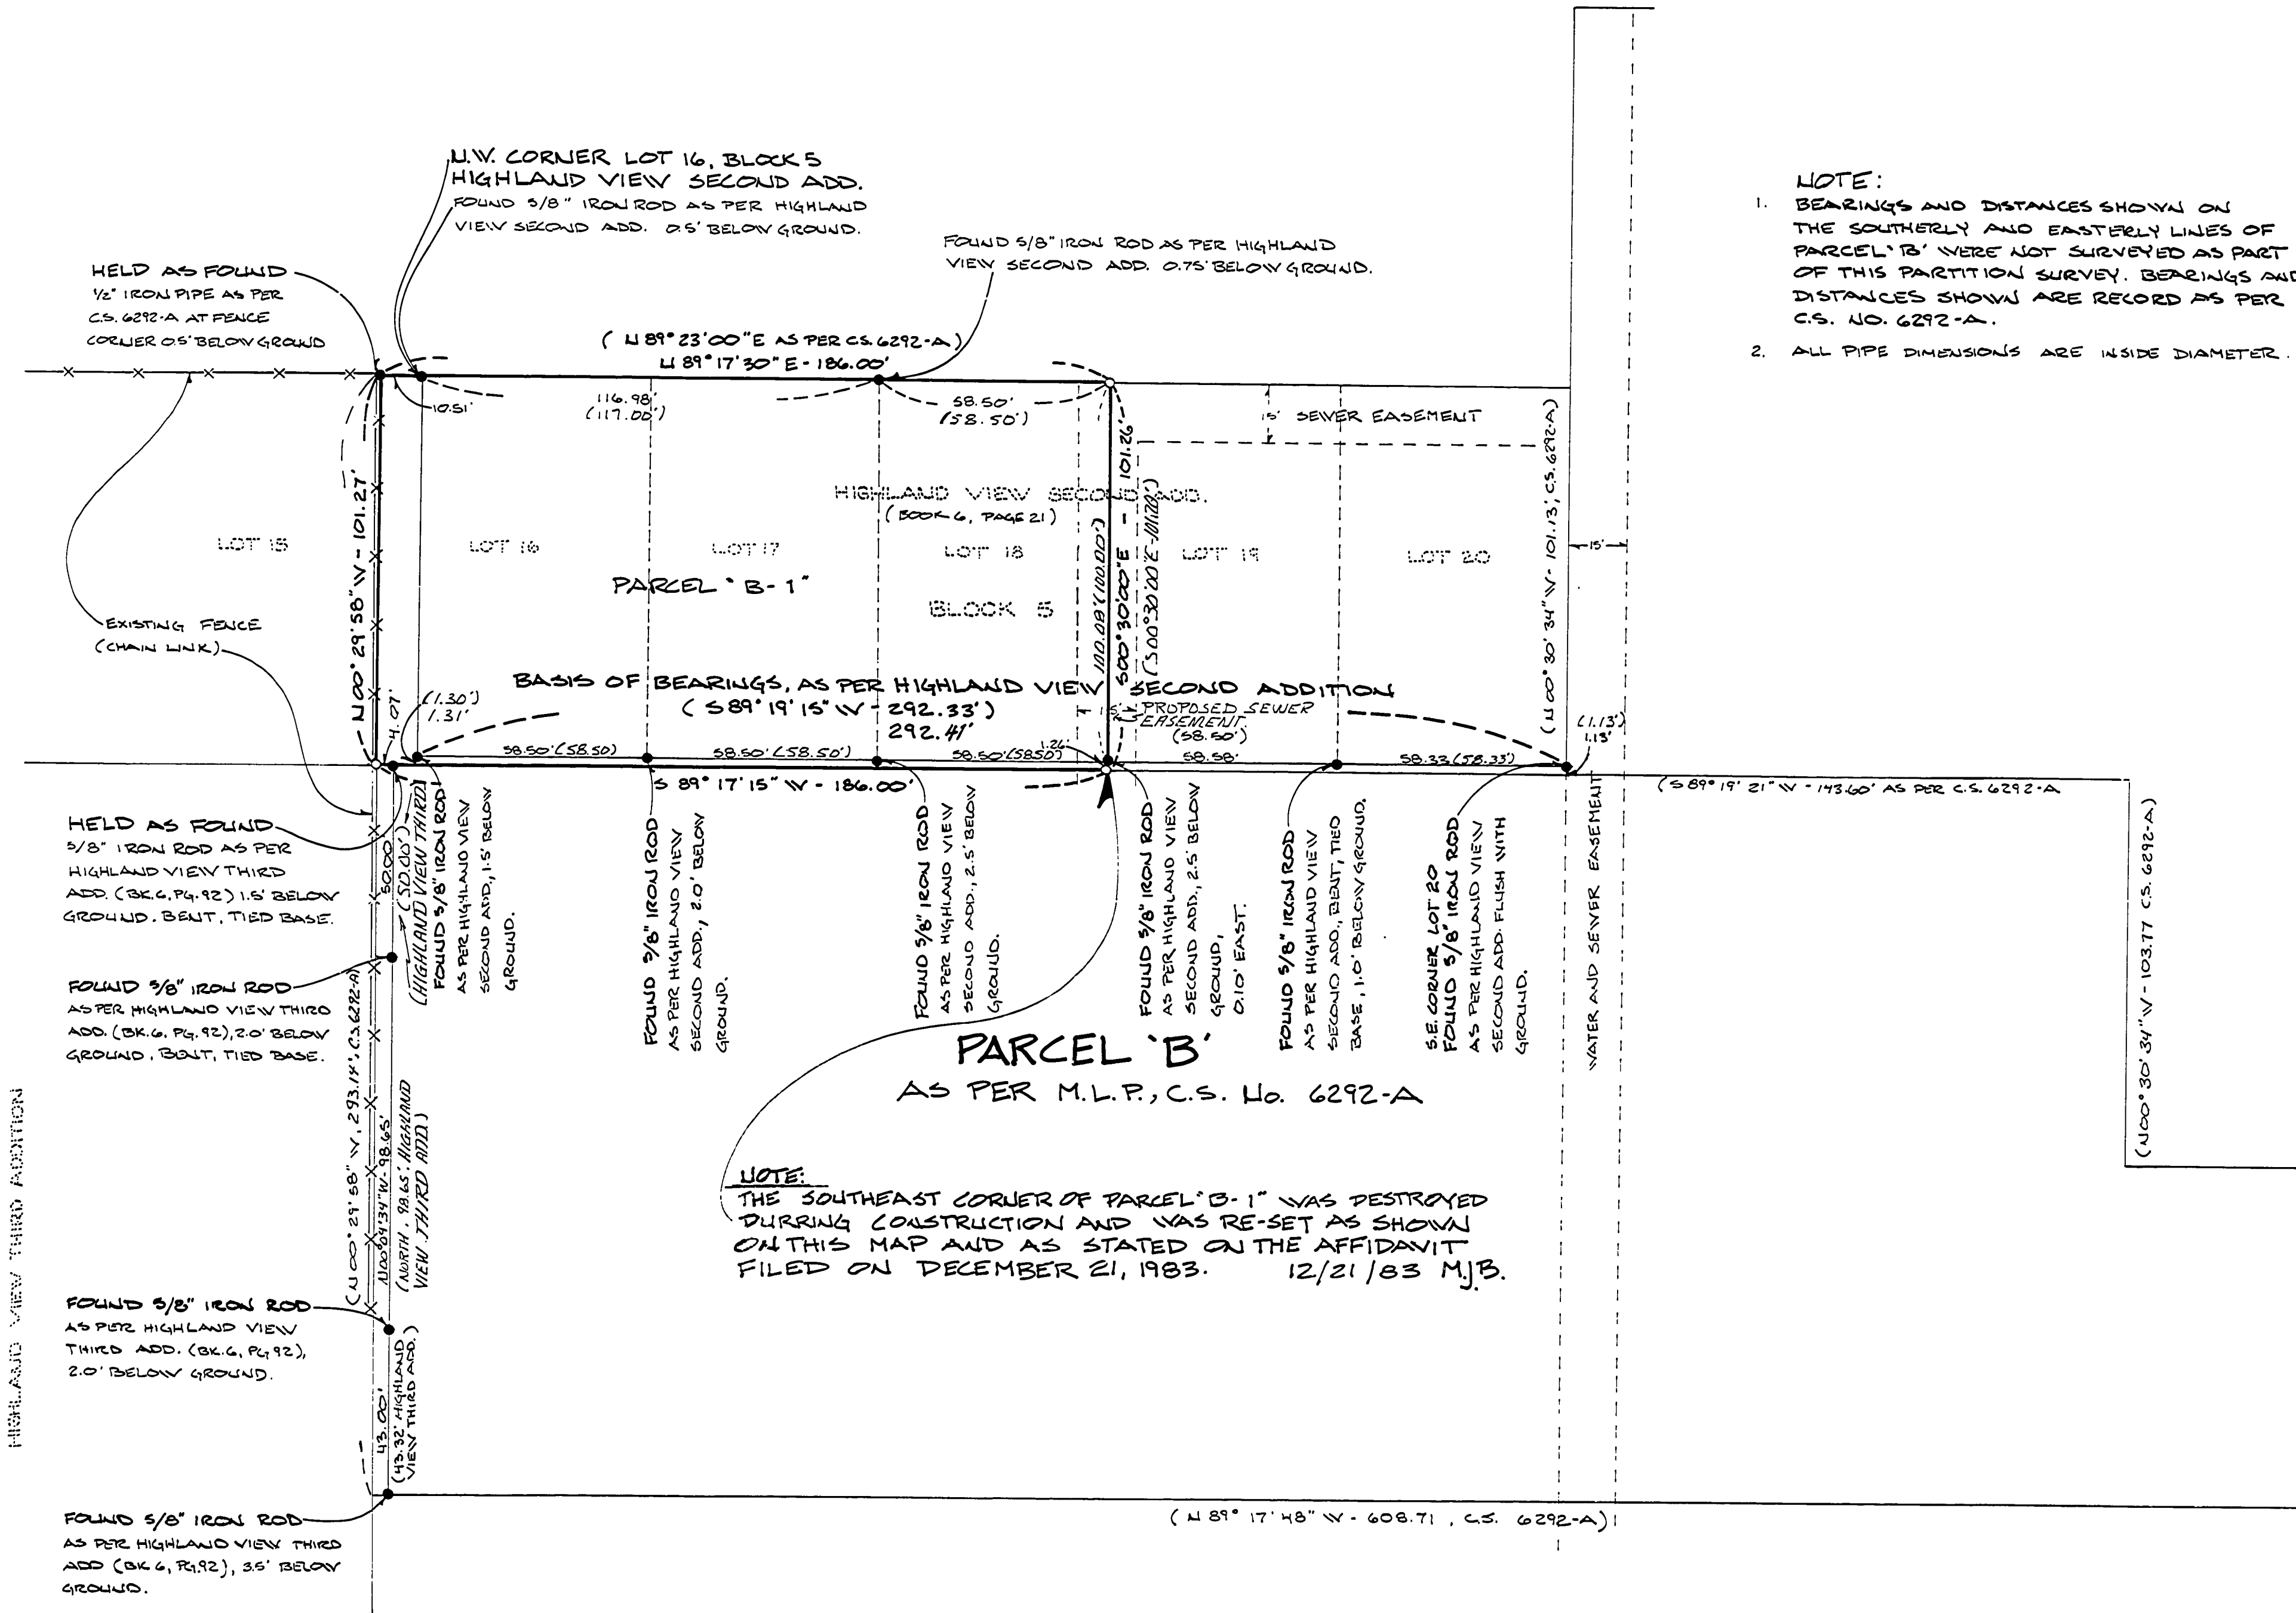 N.W. CORNER LOT 16, BLOCK 5
HIGHLAND VIEW SECOND ADD.
FOUND 5/8" IRON ROD AS PER HIGHLAND
VIEW SECOND ADD. 0.5' BELOW GROUND.
FOUND 5/8" IRON ROD AS PER HIGHLAND
VIEW SECOND ADD. 0.75' BELOW GROUND.
HELD AS FOUND
1/2" IRON PIPE AS PER
C.S. 6292-A AT FENCE
CORNER 0.5' BELOW GROUND
NOTE:
1. BEARINGS AND DISTANCES SHOWN ON
THE SOUTHERLY AND EASTERLY LINES OF
PARCEL 'B' WERE NOT SURVEYED AS PART
OF THIS PARTITION SURVEY. BEARINGS AND
DISTANCES SHOWN ARE RECORD AS PER
C.S. NO. 6292-A.
2. ALL PIPE DIMENSIONS ARE INSIDE DIAMETER.
(N 89° 23' 00" E AS PER C.S. 6292-A)
N 89° 17' 30" E - 186.00'
10.51'
116.98'
(117.00')
58.50'
(58.50')
15' SEWER EASEMENT
HIGHLAND VIEW SECOND ADD.
(BOOK 6, PAGE 21)
LOT 15
LOT 16
LOT 17
LOT 18
LOT 19
LOT 20
15'
PARCEL "B-1"
BLOCK 5
EXISTING FENCE
(CHAIN LINK)
N00° 29' 58" W - 101.27'
100.08' (100.00')
S00° 30' 00" E - 101.26'
(S00° 30' 00" E - 101.20')
(N 00° 30' 34" W - 101.13', C.S. 6292-A)
BASIS OF BEARINGS, AS PER HIGHLAND VIEW SECOND ADDITION
(S 89° 19' 15" W - 292.33')
292.41'
15' PROPOSED SEWER
EASEMENT.
(58.50')
4.07'
(1.30')
1.31'
58.50' (58.50)
58.50' (58.50')
58.50' (58.50')
1.26'
58.58'
58.33 (58.33')
(1.13')
1.13'
S 89° 17' 15" W - 186.00'
(S 89° 19' 21" W - 143.60' AS PER C.S. 6292-A
(N00° 30' 34" W - 103.77 C.S. 6292-A)
HELD AS FOUND
5/8" IRON ROD AS PER
HIGHLAND VIEW THIRD
ADD. (BK.6, PG.92) 1.5' BELOW
GROUND. BENT, TIED BASE.
50.00
(50.00')
(HIGHLAND VIEW THIRD)
FOUND 5/8" IRON ROD
AS PER HIGHLAND VIEW
SECOND ADD., 1.5' BELOW
GROUND.
FOUND 5/8" IRON ROD
AS PER HIGHLAND VIEW
SECOND ADD., 2.0' BELOW
GROUND.
FOUND 5/8" IRON ROD
AS PER HIGHLAND VIEW
SECOND ADD., 2.5' BELOW
GROUND.
FOUND 5/8" IRON ROD
AS PER HIGHLAND VIEW
SECOND ADD., 2.5' BELOW
GROUND,
0.10' EAST.
FOUND 5/8" IRON ROD
AS PER HIGHLAND VIEW
SECOND ADD., BENT, TIED
BASE, 1.0' BELOW GROUND.
S.E. CORNER LOT 20
FOUND 5/8" IRON ROD
AS PER HIGHLAND VIEW
SECOND ADD. FLUSH WITH
GROUND.
WATER AND SEWER EASEMENT
FOUND 5/8" IRON ROD
AS PER HIGHLAND VIEW THIRD
ADD. (BK.6, PG.92), 2.0' BELOW
GROUND, BENT, TIED BASE.
PARCEL 'B'
AS PER M.L.P., C.S. No. 6292-A
NOTE:
THE SOUTHEAST CORNER OF PARCEL "B-1" WAS DESTROYED
DURRING CONSTRUCTION AND WAS RE-SET AS SHOWN
ON THIS MAP AND AS STATED ON THE AFFIDAVIT
FILED ON DECEMBER 21, 1983. 12/21/83 M.J.B.
(N 00° 29' 58" W, 293.14', C.S. 6292-A)
N00° 04' 34" W - 98.65'
(NORTH, 98.65', HIGHLAND
VIEW THIRD ADD.)
HIGHLAND VIEW THIRD ADDITION
FOUND 5/8" IRON ROD
AS PER HIGHLAND VIEW
THIRD ADD. (BK.6, PG 92),
2.0' BELOW GROUND.
43.00'
(43.32' HIGHLAND
VIEW THIRD ADD.)
FOUND 5/8" IRON ROD
AS PER HIGHLAND VIEW THIRD
ADD (BK 6, PG.92), 3.5' BELOW
GROUND.
(N 89° 17' 48" W - 608.71, C.S. 6292-A)